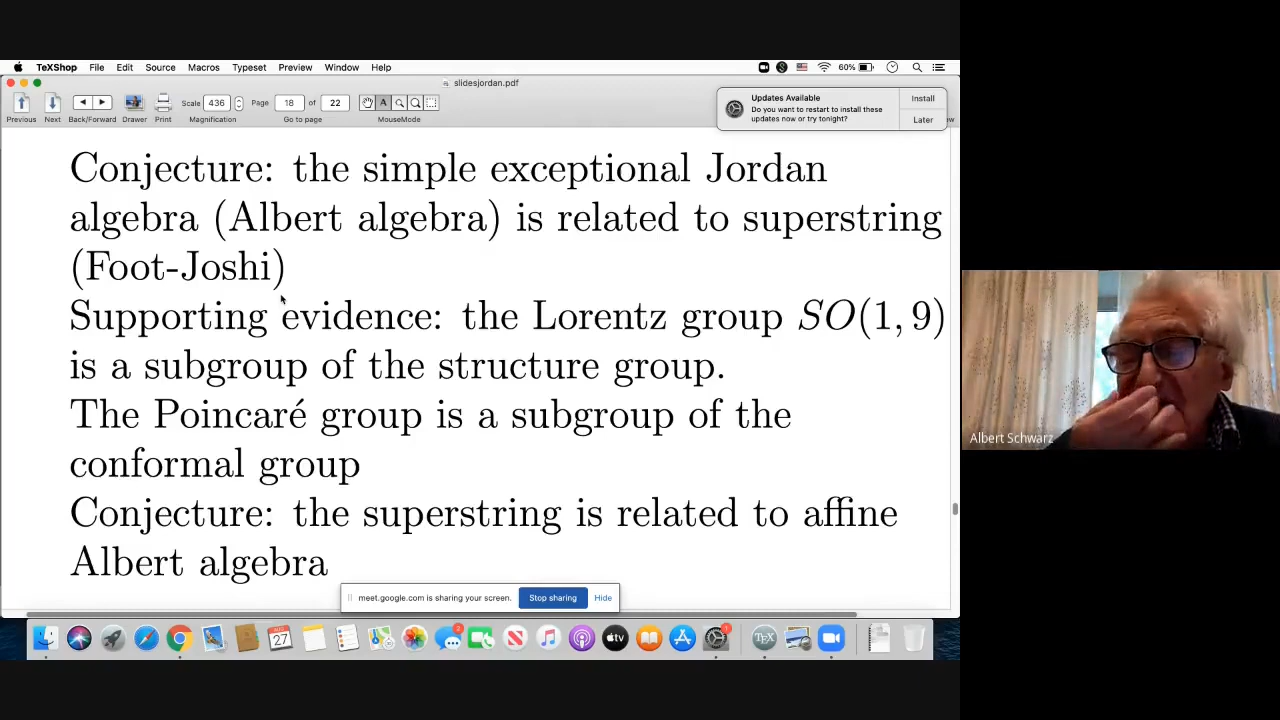 TeXShop File Edit Source Macros Typeset Preview Window Help 60%
slidesjordan.pdf
Scale 436 Page 18 of 22
Previous Next Back/Forward Drawer Print Magnification Go to page MouseMode
Updates Available Install
Do you want to restart to install these
updates now or try tonight? Later
Conjecture: the simple exceptional Jordan
algebra (Albert algebra) is related to superstring
(Foot-Joshi)
Supporting evidence: the Lorentz group SO(1, 9)
is a subgroup of the structure group.
The Poincaré group is a subgroup of the
conformal group
Conjecture: the superstring is related to affine
Albert algebra
meet.google.com is sharing your screen. Stop sharing Hide
Albert Schwarz